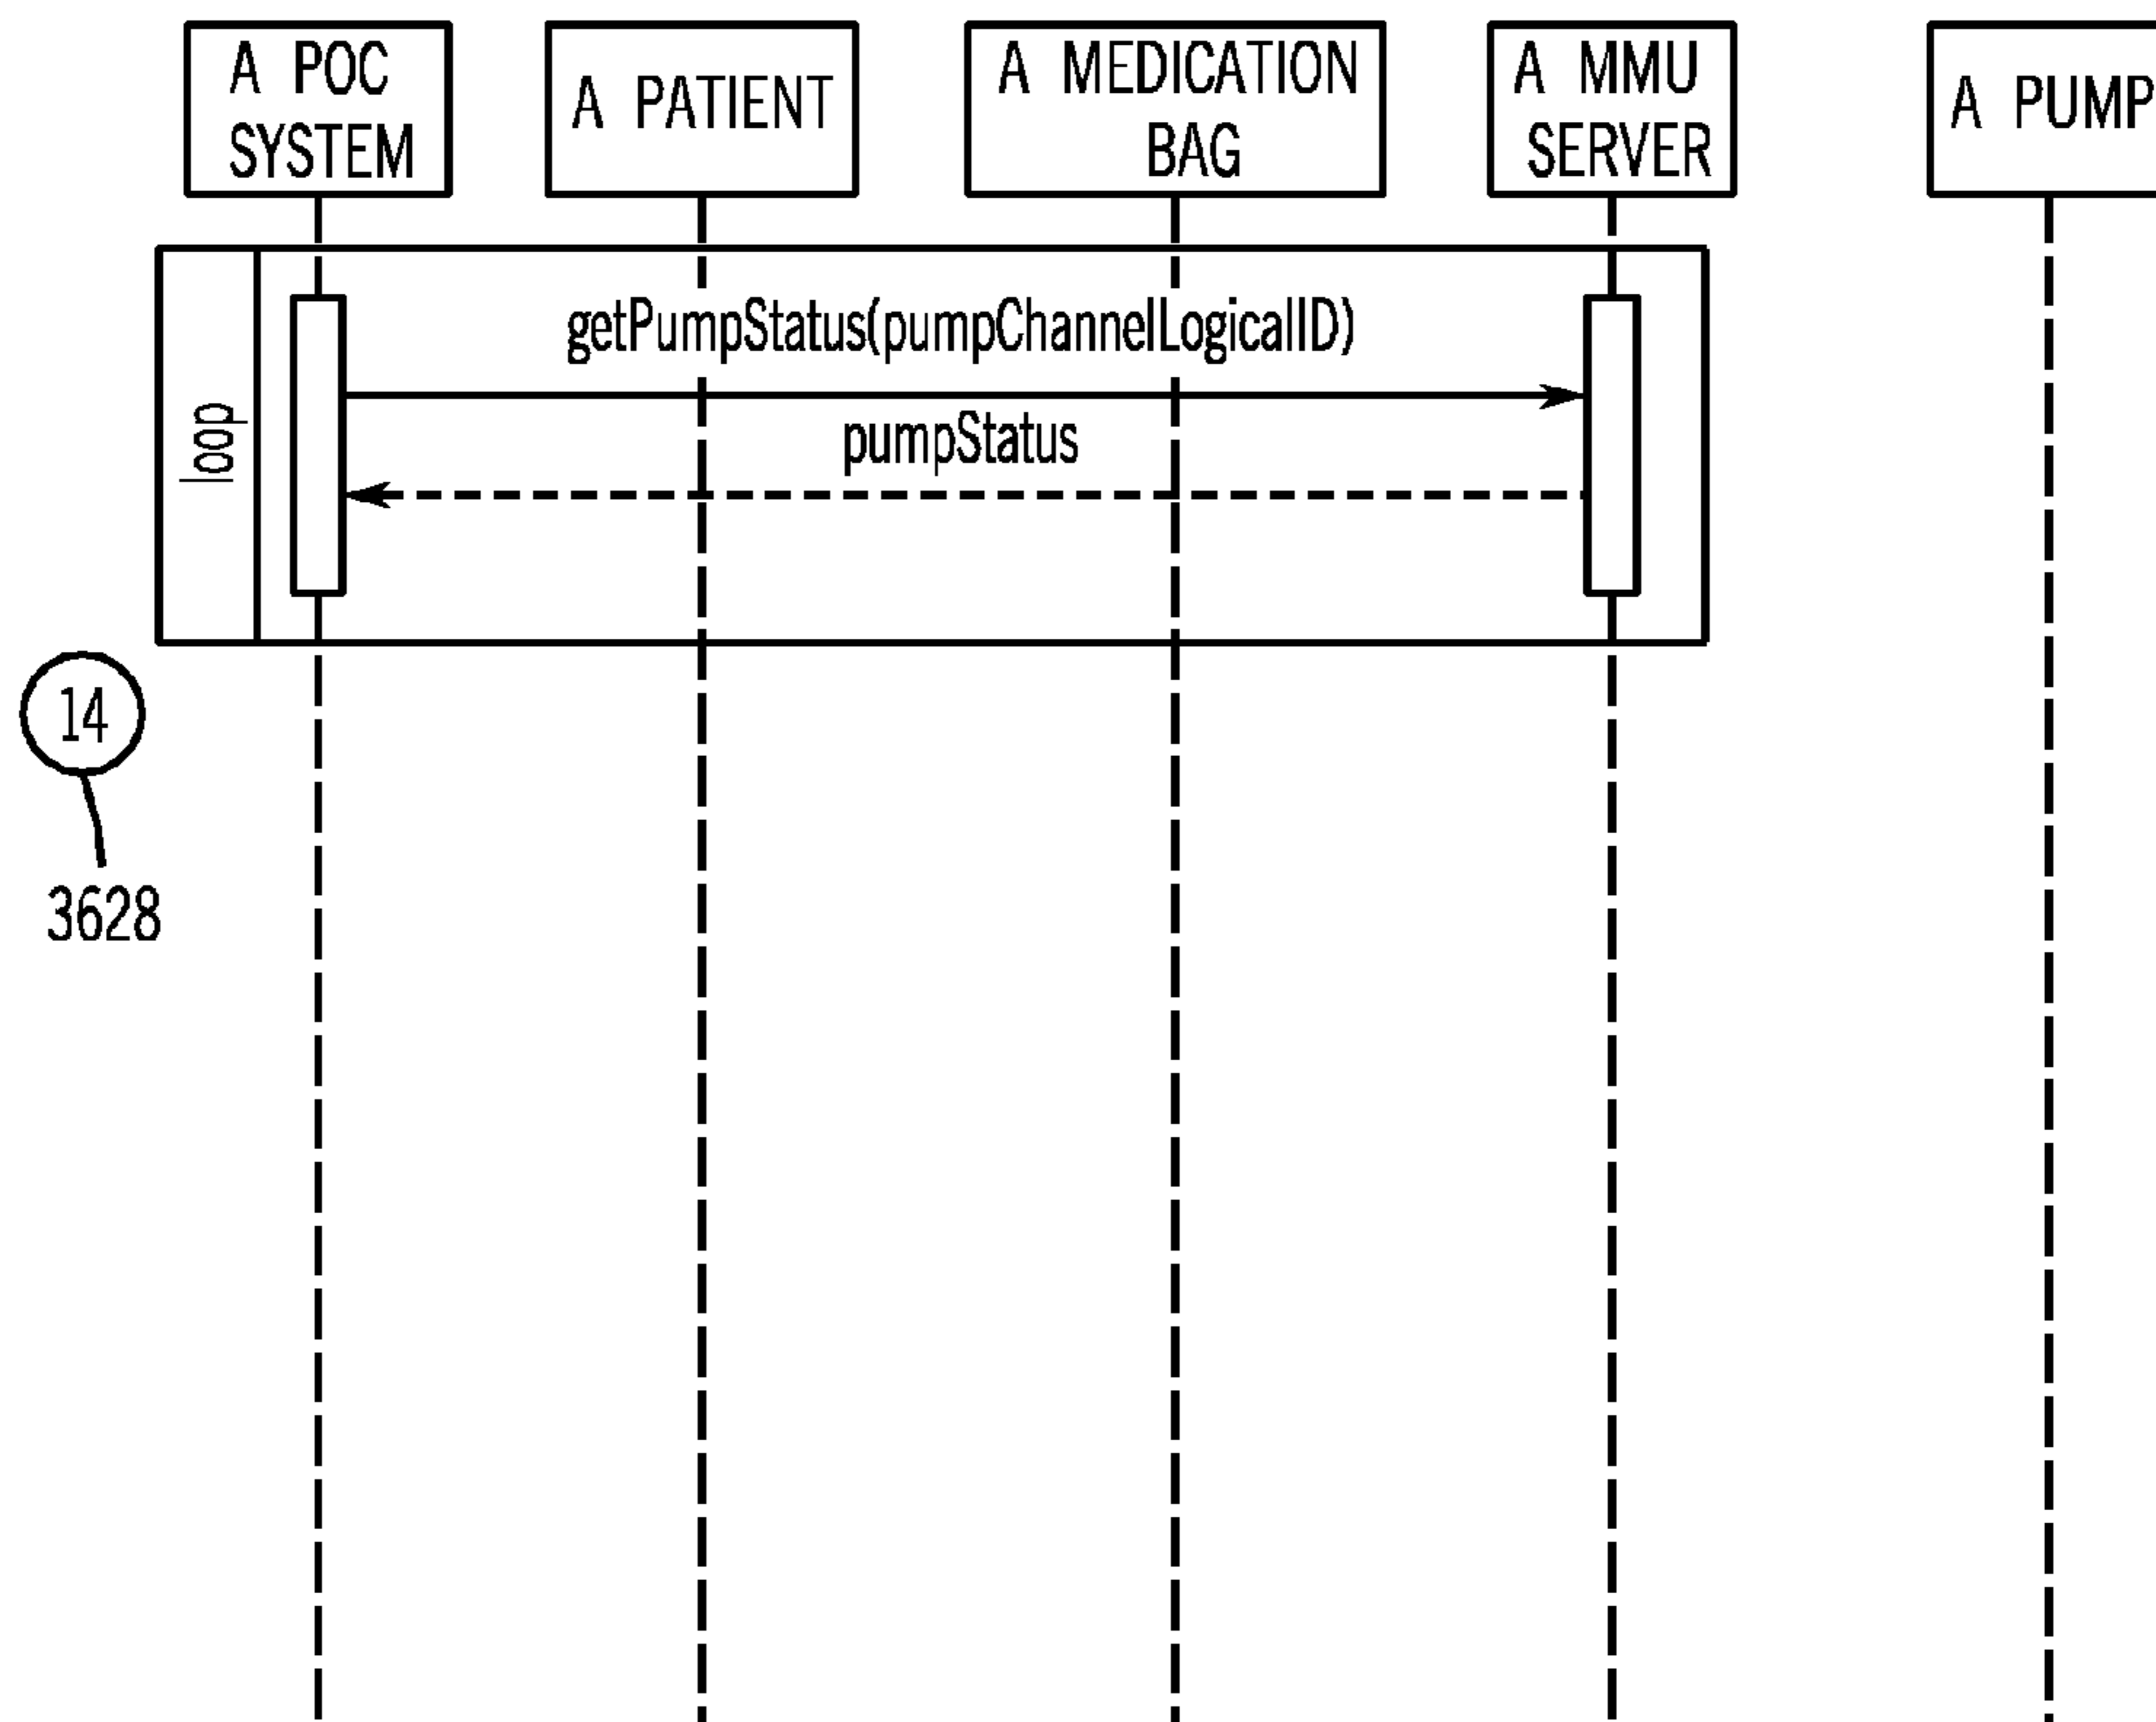 A POC
SYSTEM
A PATIENT
A MEDICATION
BAG
A MMU
SERVER
A PUMP
loop
getPumpStatus(pumpChannelLogicalID)
pumpStatus
14
3628